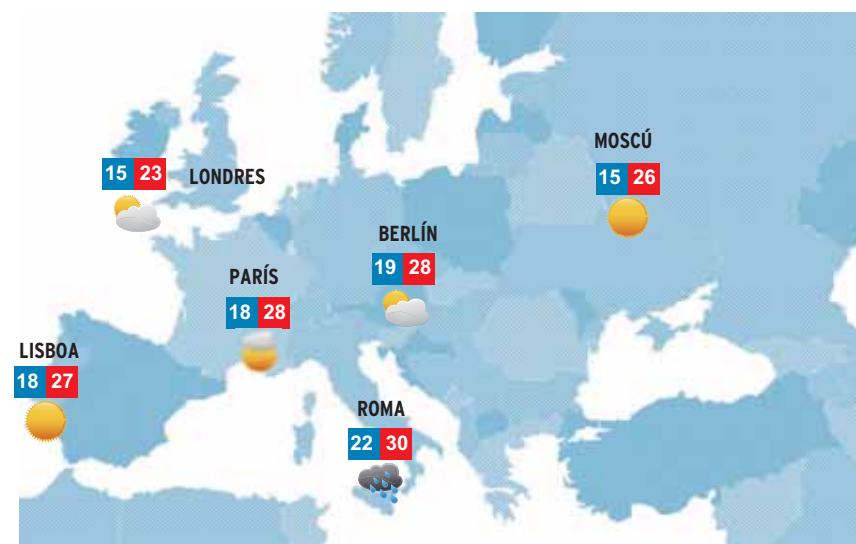 MOSCÚ
15 26
15 23
LONDRES
BERLÍN
19 28
PARÍS
18 28
LISBOA
18 27
ROMA
22 30